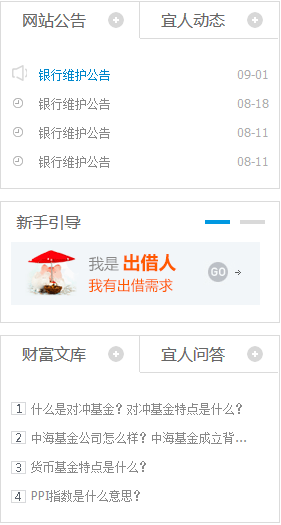 网站公告 宜人动态
银行维护公告 09-01
银行维护公告 08-18
银行维护公告 08-11
银行维护公告 08-11
新手引导
我是 出借人
我有出借需求
GO
财富文库 宜人问答
1 什么是对冲基金？对冲基金特点是什么？
2 中海基金公司怎么样？中海基金成立背...
3 货币基金特点是什么？
4 PPI指数是什么意思？